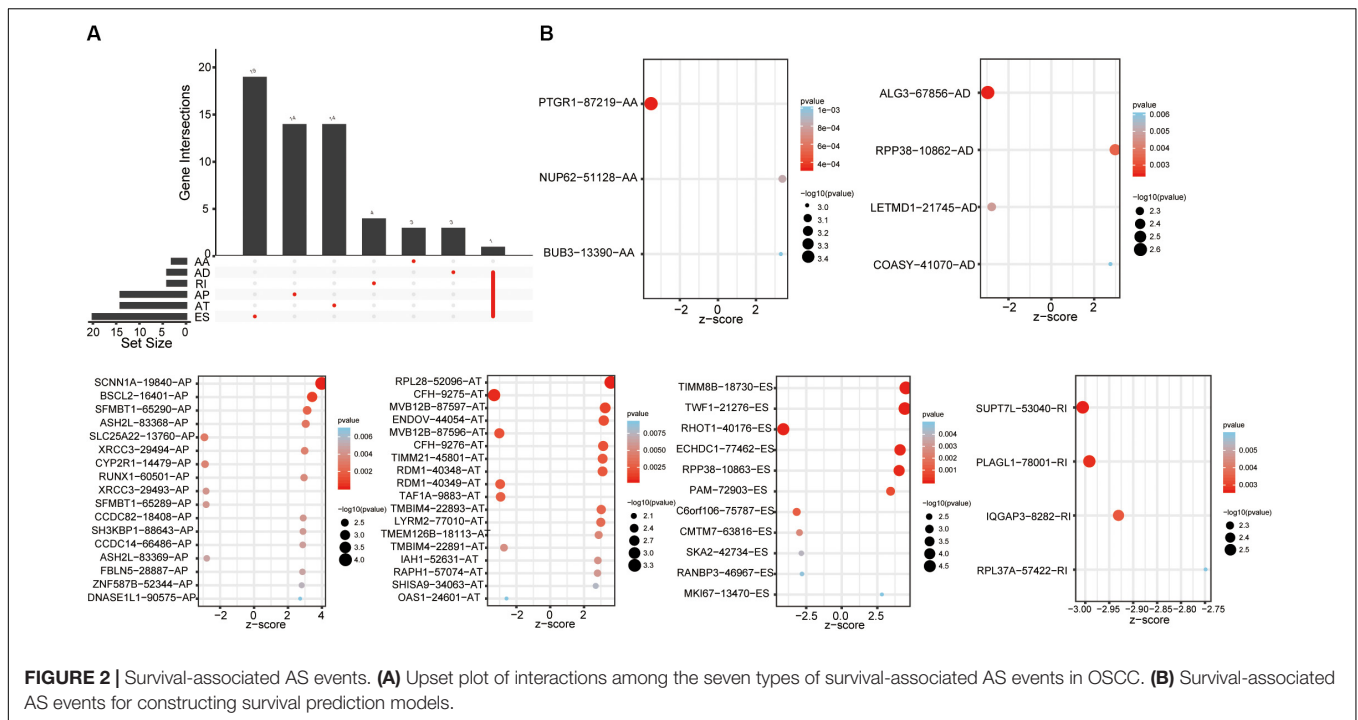 A
B
20
15
10
5
0
Gene Intersections
19
14
14
4
3
3
1
AA
AD
RI
AP
AT
ES
20 15 10 5 0
Set Size
PTGR1-87219-AA
NUP62-51128-AA
BUB3-13390-AA
-2 0 2
z-score
pvalue
1e-03
8e-04
6e-04
4e-04
-log10(pvalue)
3.0
3.1
3.2
3.3
3.4
ALG3-67856-AD
RPP38-10862-AD
LETMD1-21745-AD
COASY-41070-AD
-2 0 2
z-score
pvalue
0.006
0.005
0.004
0.003
-log10(pvalue)
2.3
2.4
2.5
2.6
SCNN1A-19840-AP
BSCL2-16401-AP
SFMBT1-65290-AP
ASH2L-83368-AP
SLC25A22-13760-AP
XRCC3-29494-AP
CYP2R1-14479-AP
RUNX1-60501-AP
XRCC3-29493-AP
SFMBT1-65289-AP
CCDC82-18408-AP
SH3KBP1-88643-AP
CCDC14-66486-AP
ASH2L-83369-AP
FBLN5-28887-AP
ZNF587B-52344-AP
DNASE1L1-90575-AP
-2 0 2 4
z-score
pvalue
0.006
0.004
0.002
-log10(pvalue)
2.5
3.0
3.5
4.0
RPL28-52096-AT
CFH-9275-AT
MVB12B-87597-AT
ENDOV-44054-AT
MVB12B-87596-AT
CFH-9276-AT
TIMM21-45801-AT
RDM1-40348-AT
RDM1-40349-AT
TAF1A-9883-AT
TMBIM4-22893-AT
LYRM2-77010-AT
TMEM126B-18113-AT
TMBIM4-22891-AT
IAH1-52631-AT
RAPH1-57074-AT
SHISA9-34063-AT
OAS1-24601-AT
-2 0 2
z-score
pvalue
0.0075
0.0050
0.0025
-log10(pvalue)
2.1
2.4
2.7
3.0
3.3
TIMM8B-18730-ES
TWF1-21276-ES
RHOT1-40176-ES
ECHDC1-77462-ES
RPP38-10863-ES
PAM-72903-ES
C6orf106-75787-ES
CMTM7-63816-ES
SKA2-42734-ES
RANBP3-46967-ES
MKI67-13470-ES
-2.5 0.0 2.5
z-score
pvalue
0.004
0.003
0.002
0.001
-log10(pvalue)
2.5
3.0
3.5
4.0
4.5
SUPT7L-53040-RI
PLAGL1-78001-RI
IQGAP3-8282-RI
RPL37A-57422-RI
-3.00 -2.95 -2.90 -2.85 -2.80 -2.75
z-score
pvalue
0.005
0.004
0.003
-log10(pvalue)
2.3
2.4
2.5
FIGURE 2 | Survival-associated AS events. (A) Upset plot of interactions among the seven types of survival-associated AS events in OSCC. (B) Survival-associated
AS events for constructing survival prediction models.